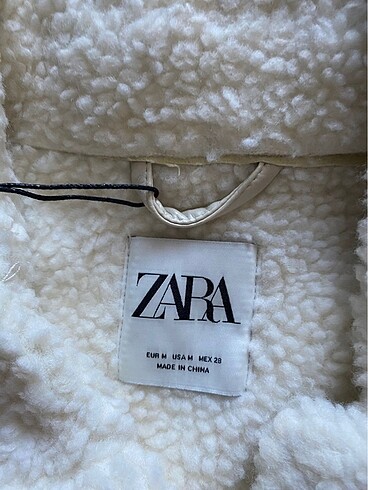 ZARA
EUR M USA M MEX 28
MADE IN CHINA